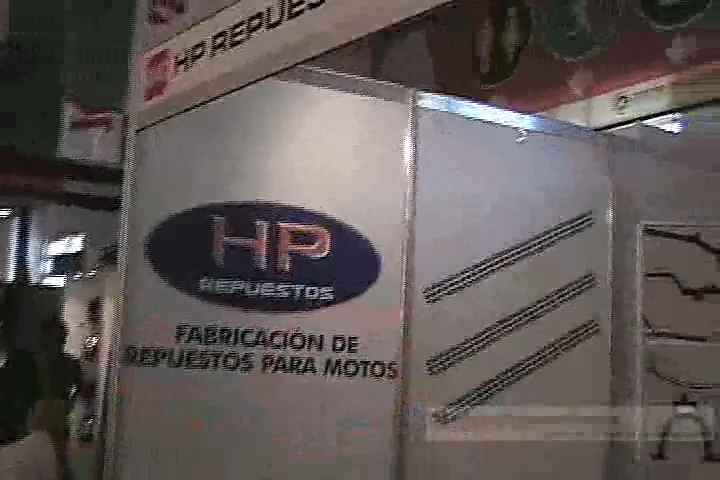 HP REPUES
HP
REPUESTOS
FABRICACIÓN DE
REPUESTOS PARA MOTOS